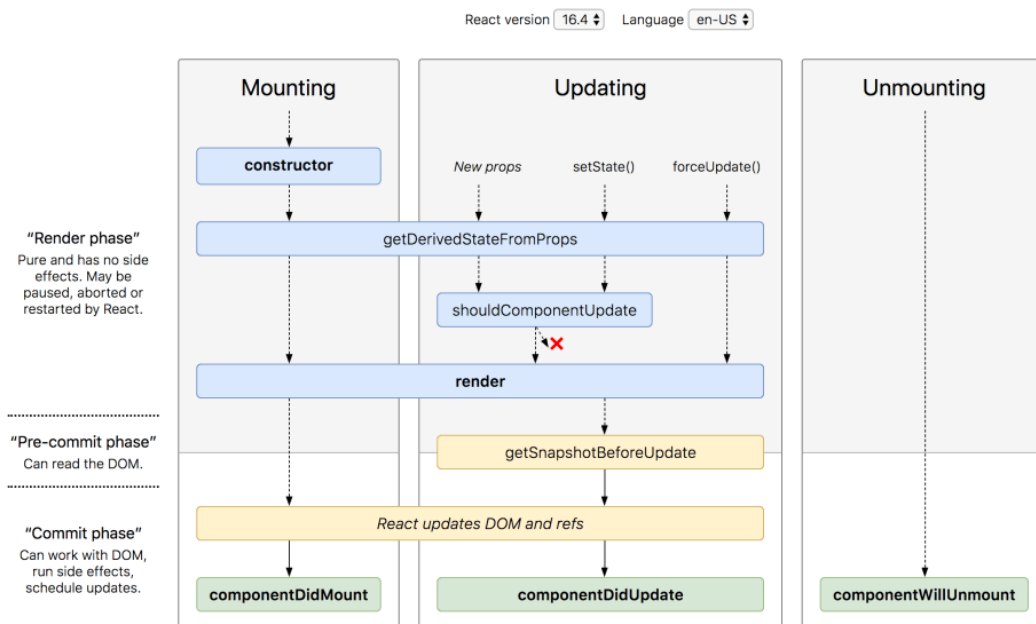 React version 16.4 Language en-US
Mounting
Updating
Unmounting
constructor
New props
setState()
forceUpdate()
"Render phase"
Pure and has no side
effects. May be
paused, aborted or
restarted by React.
getDerivedStateFromProps
shouldComponentUpdate
render
"Pre-commit phase"
Can read the DOM.
getSnapshotBeforeUpdate
"Commit phase"
Can work with DOM,
run side effects,
schedule updates.
React updates DOM and refs
componentDidMount
componentDidUpdate
componentWillUnmount